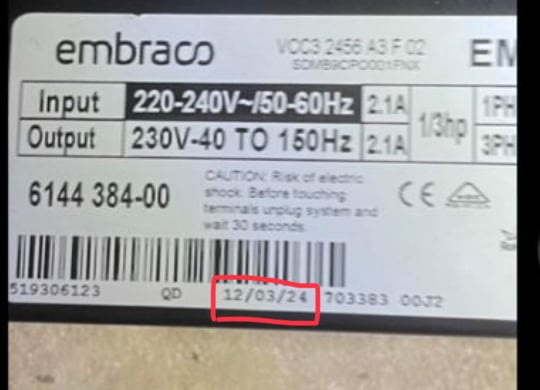 embraco VCC3 2456 A3 F 02 EM
Input 220-240V~/50-60Hz 2.1A 1/3hp 1PH
Output 230V-40 TO 150Hz 2.1A 3PH
6144 384-00
CAUTION: Risk of electric
shock. Before touching
terminals unplug system and
wait 30 seconds.
CE
519306123 QD 12/03/24 703383 00J2